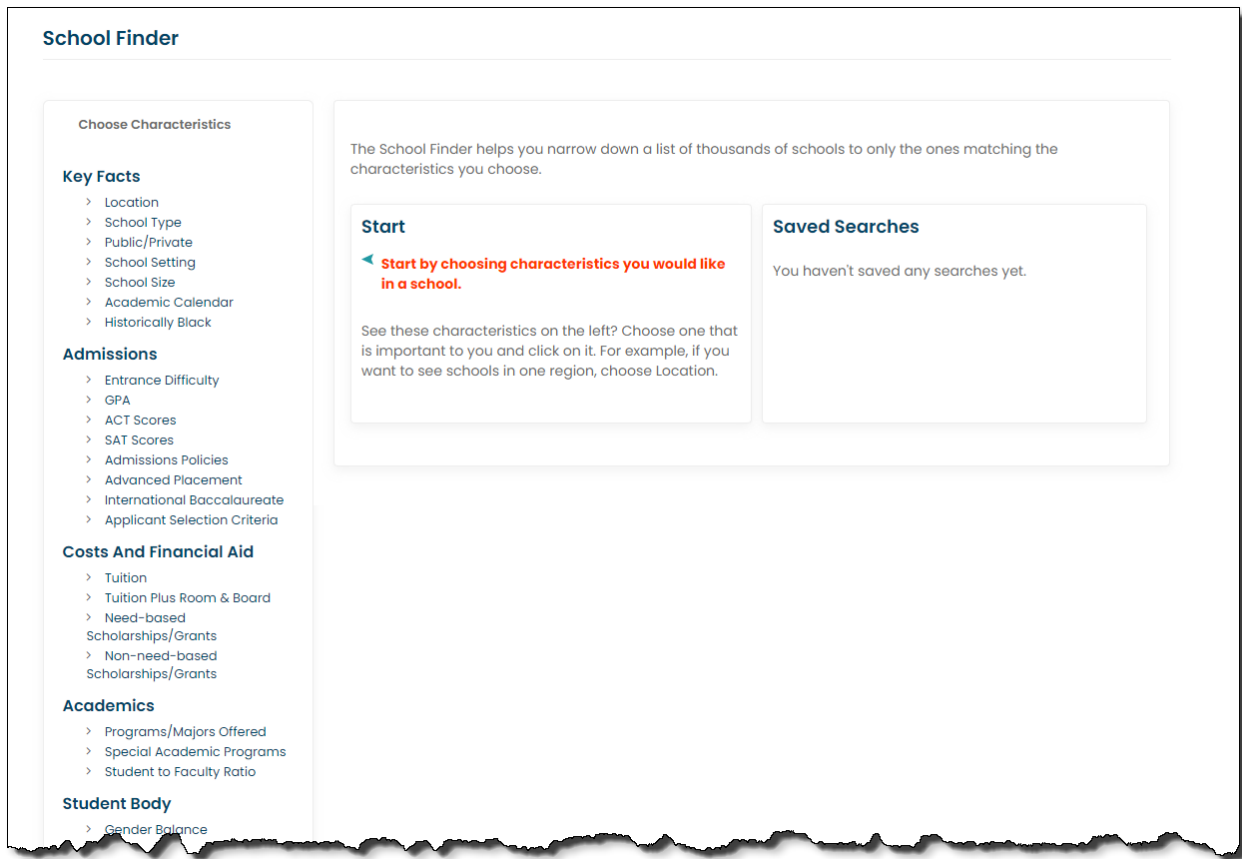 School Finder
Choose Characteristics
Key Facts
Location
School Type
Public/Private
School Setting
School Size
Academic Calendar
Historically Black
Admissions
Entrance Difficulty
GPA
ACT Scores
SAT Scores
Admissions Policies
Advanced Placement
International Baccalaureate
Applicant Selection Criteria
Costs And Financial Aid
Tuition
Tuition Plus Room & Board
Need-based
Scholarships/Grants
Non-need-based
Scholarships/Grants
Academics
Programs/Majors Offered
Special Academic Programs
Student to Faculty Ratio
Student Body
Gender Balance
The School Finder helps you narrow down a list of thousands of schools to only the ones matching the
characteristics you choose.
Start
Start by choosing characteristics you would like
in a school.
See these characteristics on the left? Choose one that
is important to you and click on it. For example, if you
want to see schools in one region, choose Location.
Saved Searches
You haven't saved any searches yet.